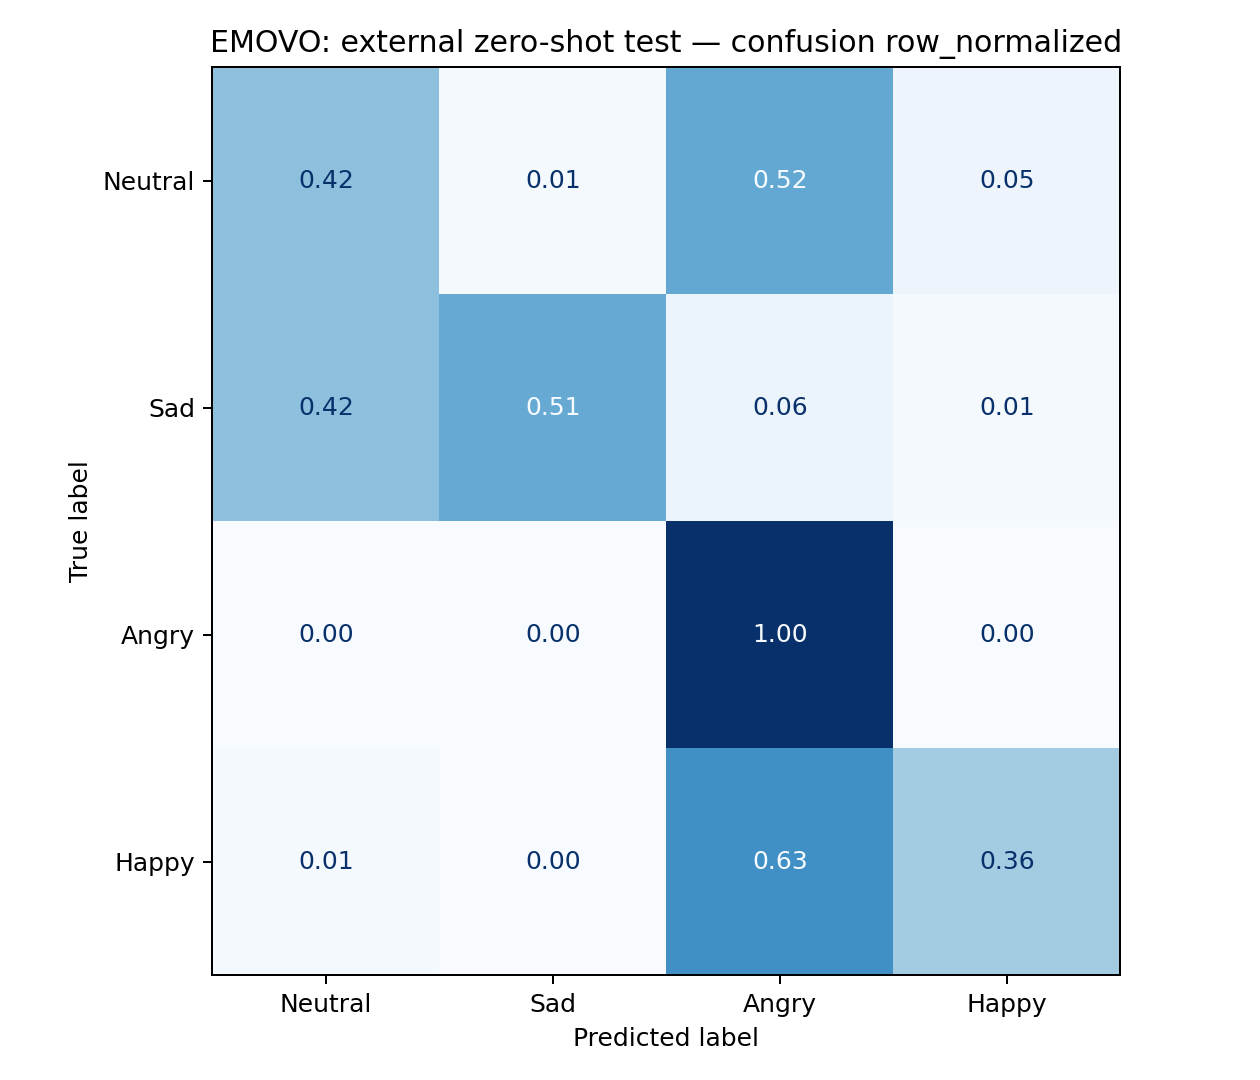 EMOVO: external zero-shot test — confusion row_normalized
Neutral 0.42 0.01 0.52 0.05
Sad 0.42 0.51 0.06 0.01
Angry 0.00 0.00 1.00 0.00
Happy 0.01 0.00 0.63 0.36
True label
Neutral Sad Angry Happy
Predicted label